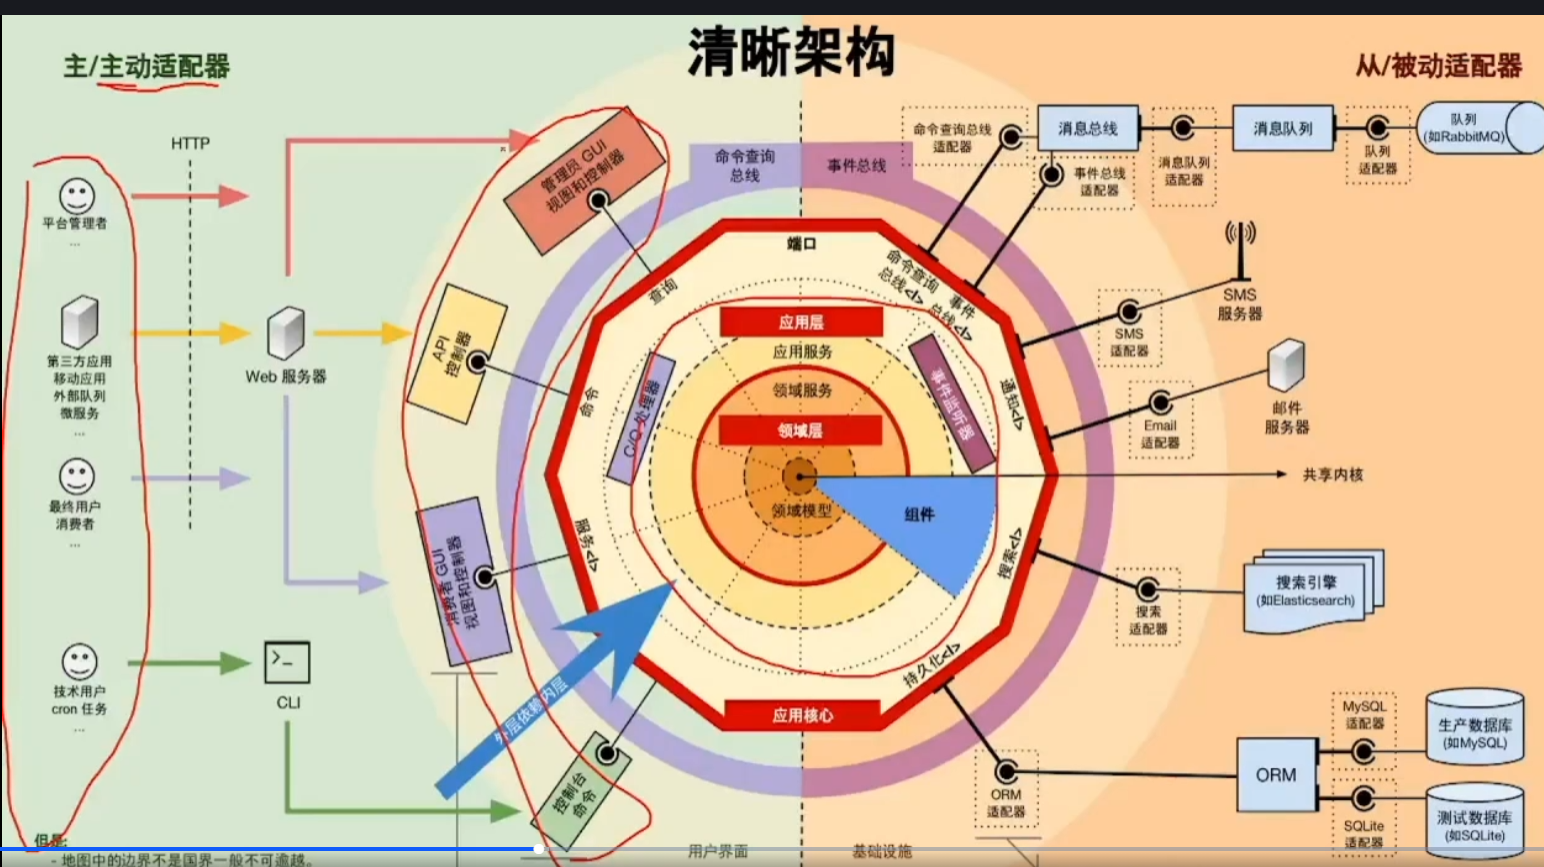 清晰架构
主/主动适配器
从/被动适配器
HTTP
平台管理者
...
第三方应用
移动应用
外部队列
微服务
...
最终用户
消费者
...
技术用户
cron 任务
...
Web 服务器
CLI
管理员 GUI
视图和控制器
API
控制器
消费者 GUI
视图和控制器
控制台
命令
外层依赖内层
命令查询
总线
事件总线
端口
查询
命令
服务</>
命令查询
总线</>
事件
总线</>
通知</>
搜索</>
持久化</>
应用层
应用服务
领域服务
领域层
领域模型
C/Q 处理器
事件监听器
组件
应用核心
共享内核
命令查询总线
适配器
消息总线
事件总线
适配器
消息队列
适配器
消息队列
队列
适配器
队列
(如RabbitMQ)
SMS
适配器
SMS
服务器
Email
适配器
邮件
服务器
搜索
适配器
搜索引擎
(如Elasticsearch)
ORM
适配器
ORM
MySQL
适配器
生产数据库
(如MySQL)
SQLite
适配器
测试数据库
(如SQLite)
用户界面
基础设施
但是:
- 地图中的边界不是国界一般不可逾越。